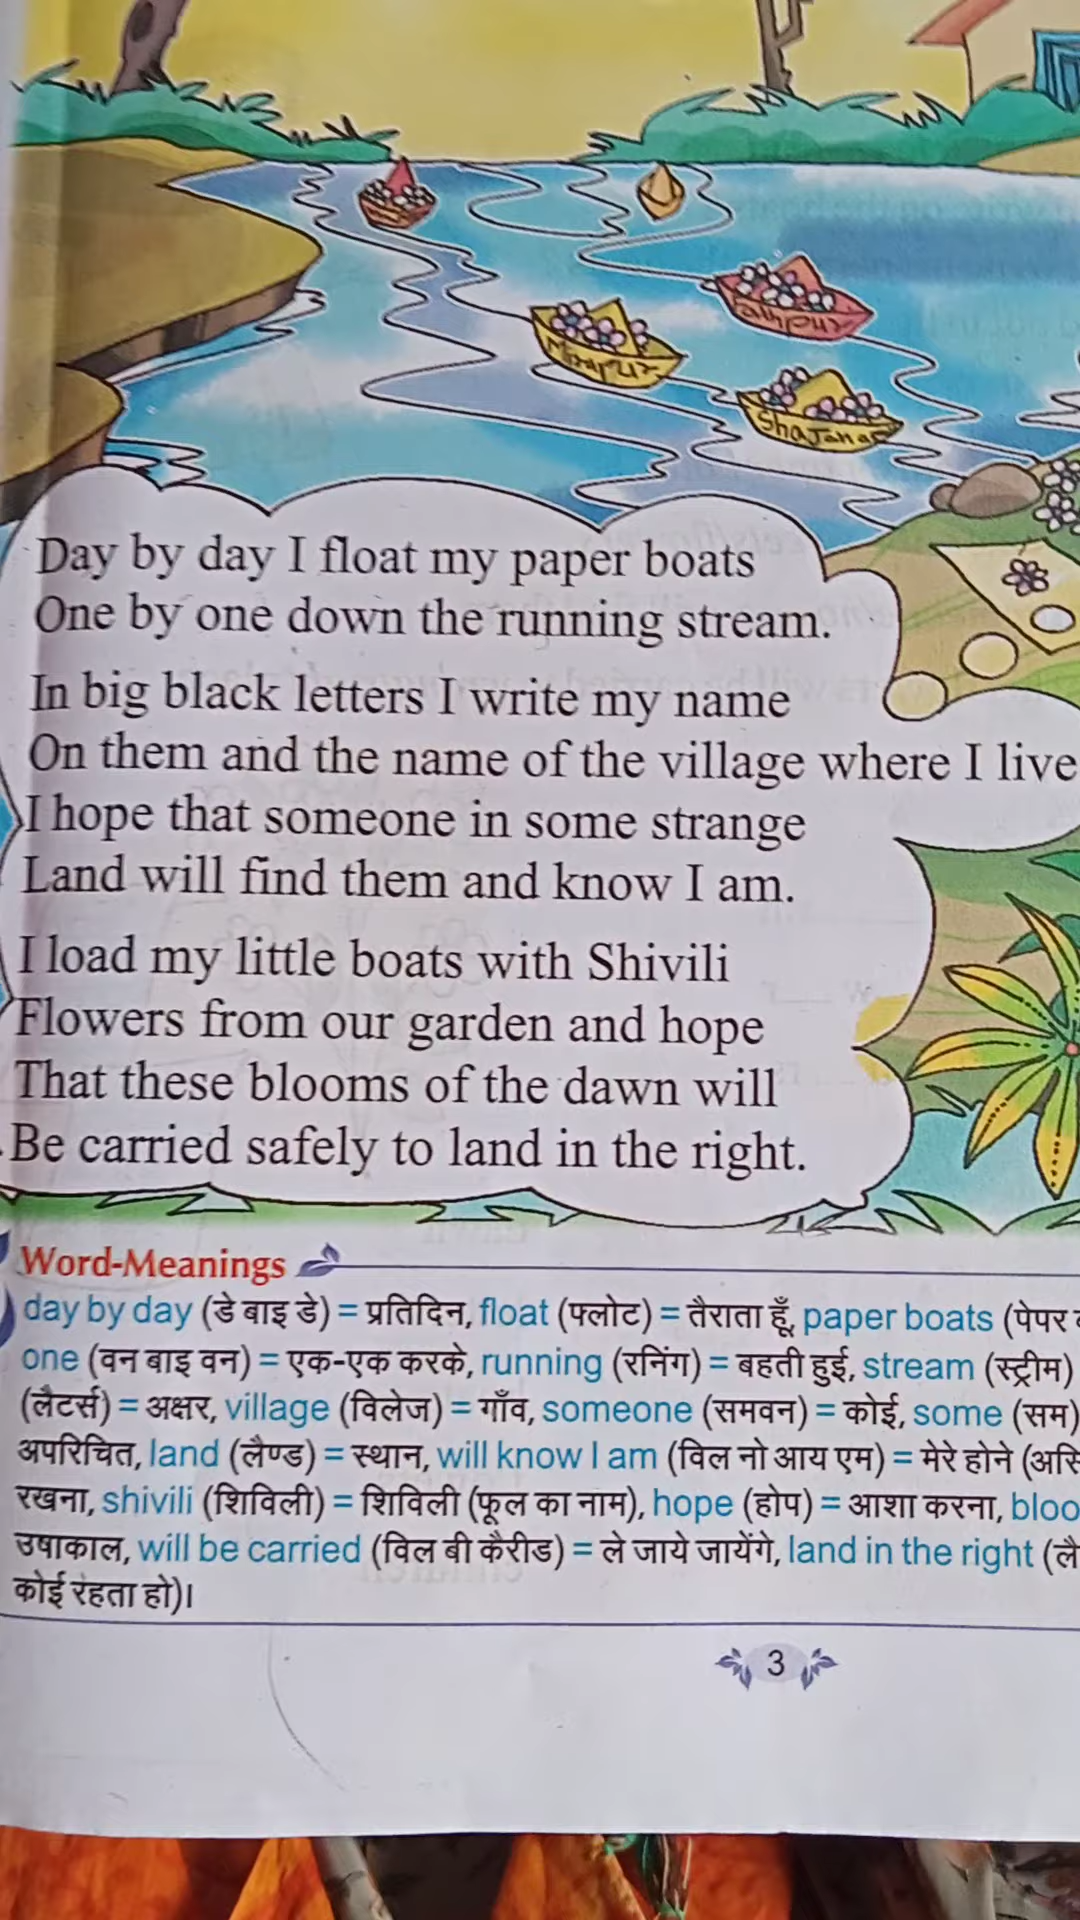 Mirapur
Shajanap
Day by day I float my paper boats
One by one down the running stream.
In big black letters I write my name
On them and the name of the village where I live
I hope that someone in some strange
Land will find them and know I am.
I load my little boats with Shivili
Flowers from our garden and hope
That these blooms of the dawn will
Be carried safely to land in the right.
Word-Meanings
day by day (डे बाइ डे) = प्रतिदिन, float (फ्लोट) = तैराता हूँ, paper boats (पेपर
one (वन बाइ वन) = एक-एक करके, running (रनिंग) = बहती हुई, stream (स्ट्रीम)
(लैटर्स) = अक्षर, village (विलेज) = गाँव, someone (समवन) = कोई, some (सम)
अपरिचित, land (लैण्ड) = स्थान, will know I am (विल नो आय एम) = मेरे होने
रखना, shivili (शिविली) = शिविली (फूल का नाम), hope (होप) = आशा करना,
उषाकाल, will be carried (विल बी कैरीड) = ले जाये जायेंगे, land in the right
कोई रहता हो)।
3